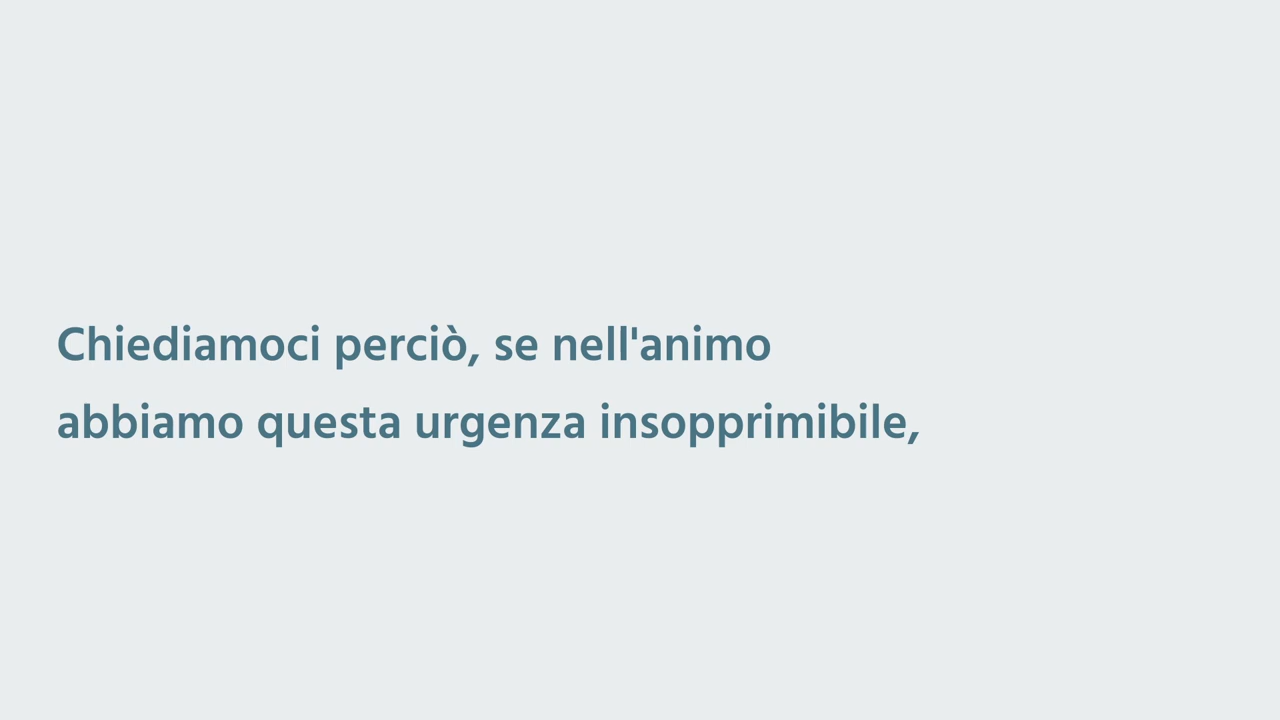 Chiediamoci perciò, se nell'animo
abbiamo questa urgenza insopprimibile,